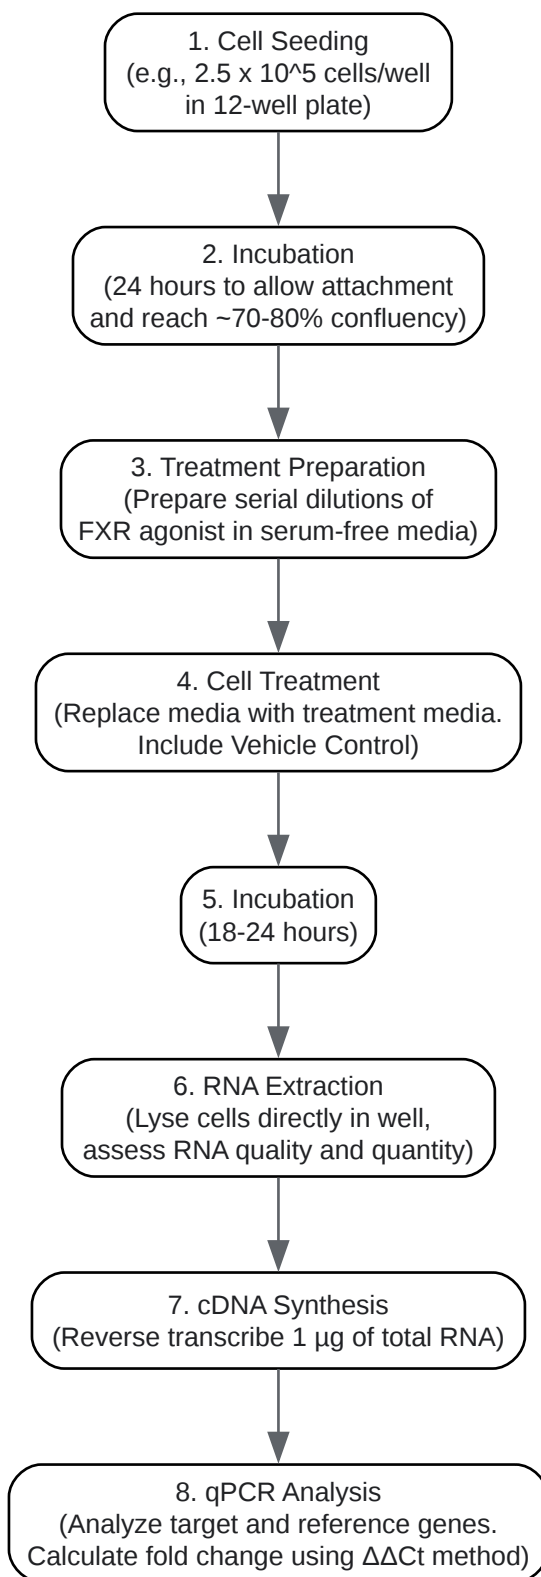 1. Cell Seeding
(e.g., 2.5 x 10^5 cells/well
in 12-well plate)
2. Incubation
(24 hours to allow attachment
and reach ~70-80% confluency)
3. Treatment Preparation
(Prepare serial dilutions of
FXR agonist in serum-free media)
4. Cell Treatment
(Replace media with treatment media.
Include Vehicle Control)
5. Incubation
(18-24 hours)
6. RNA Extraction
(Lyse cells directly in well,
assess RNA quality and quantity)
7. cDNA Synthesis
(Reverse transcribe 1 µg of total RNA)
8. qPCR Analysis
(Analyze target and reference genes.
Calculate fold change using ΔΔCt method)